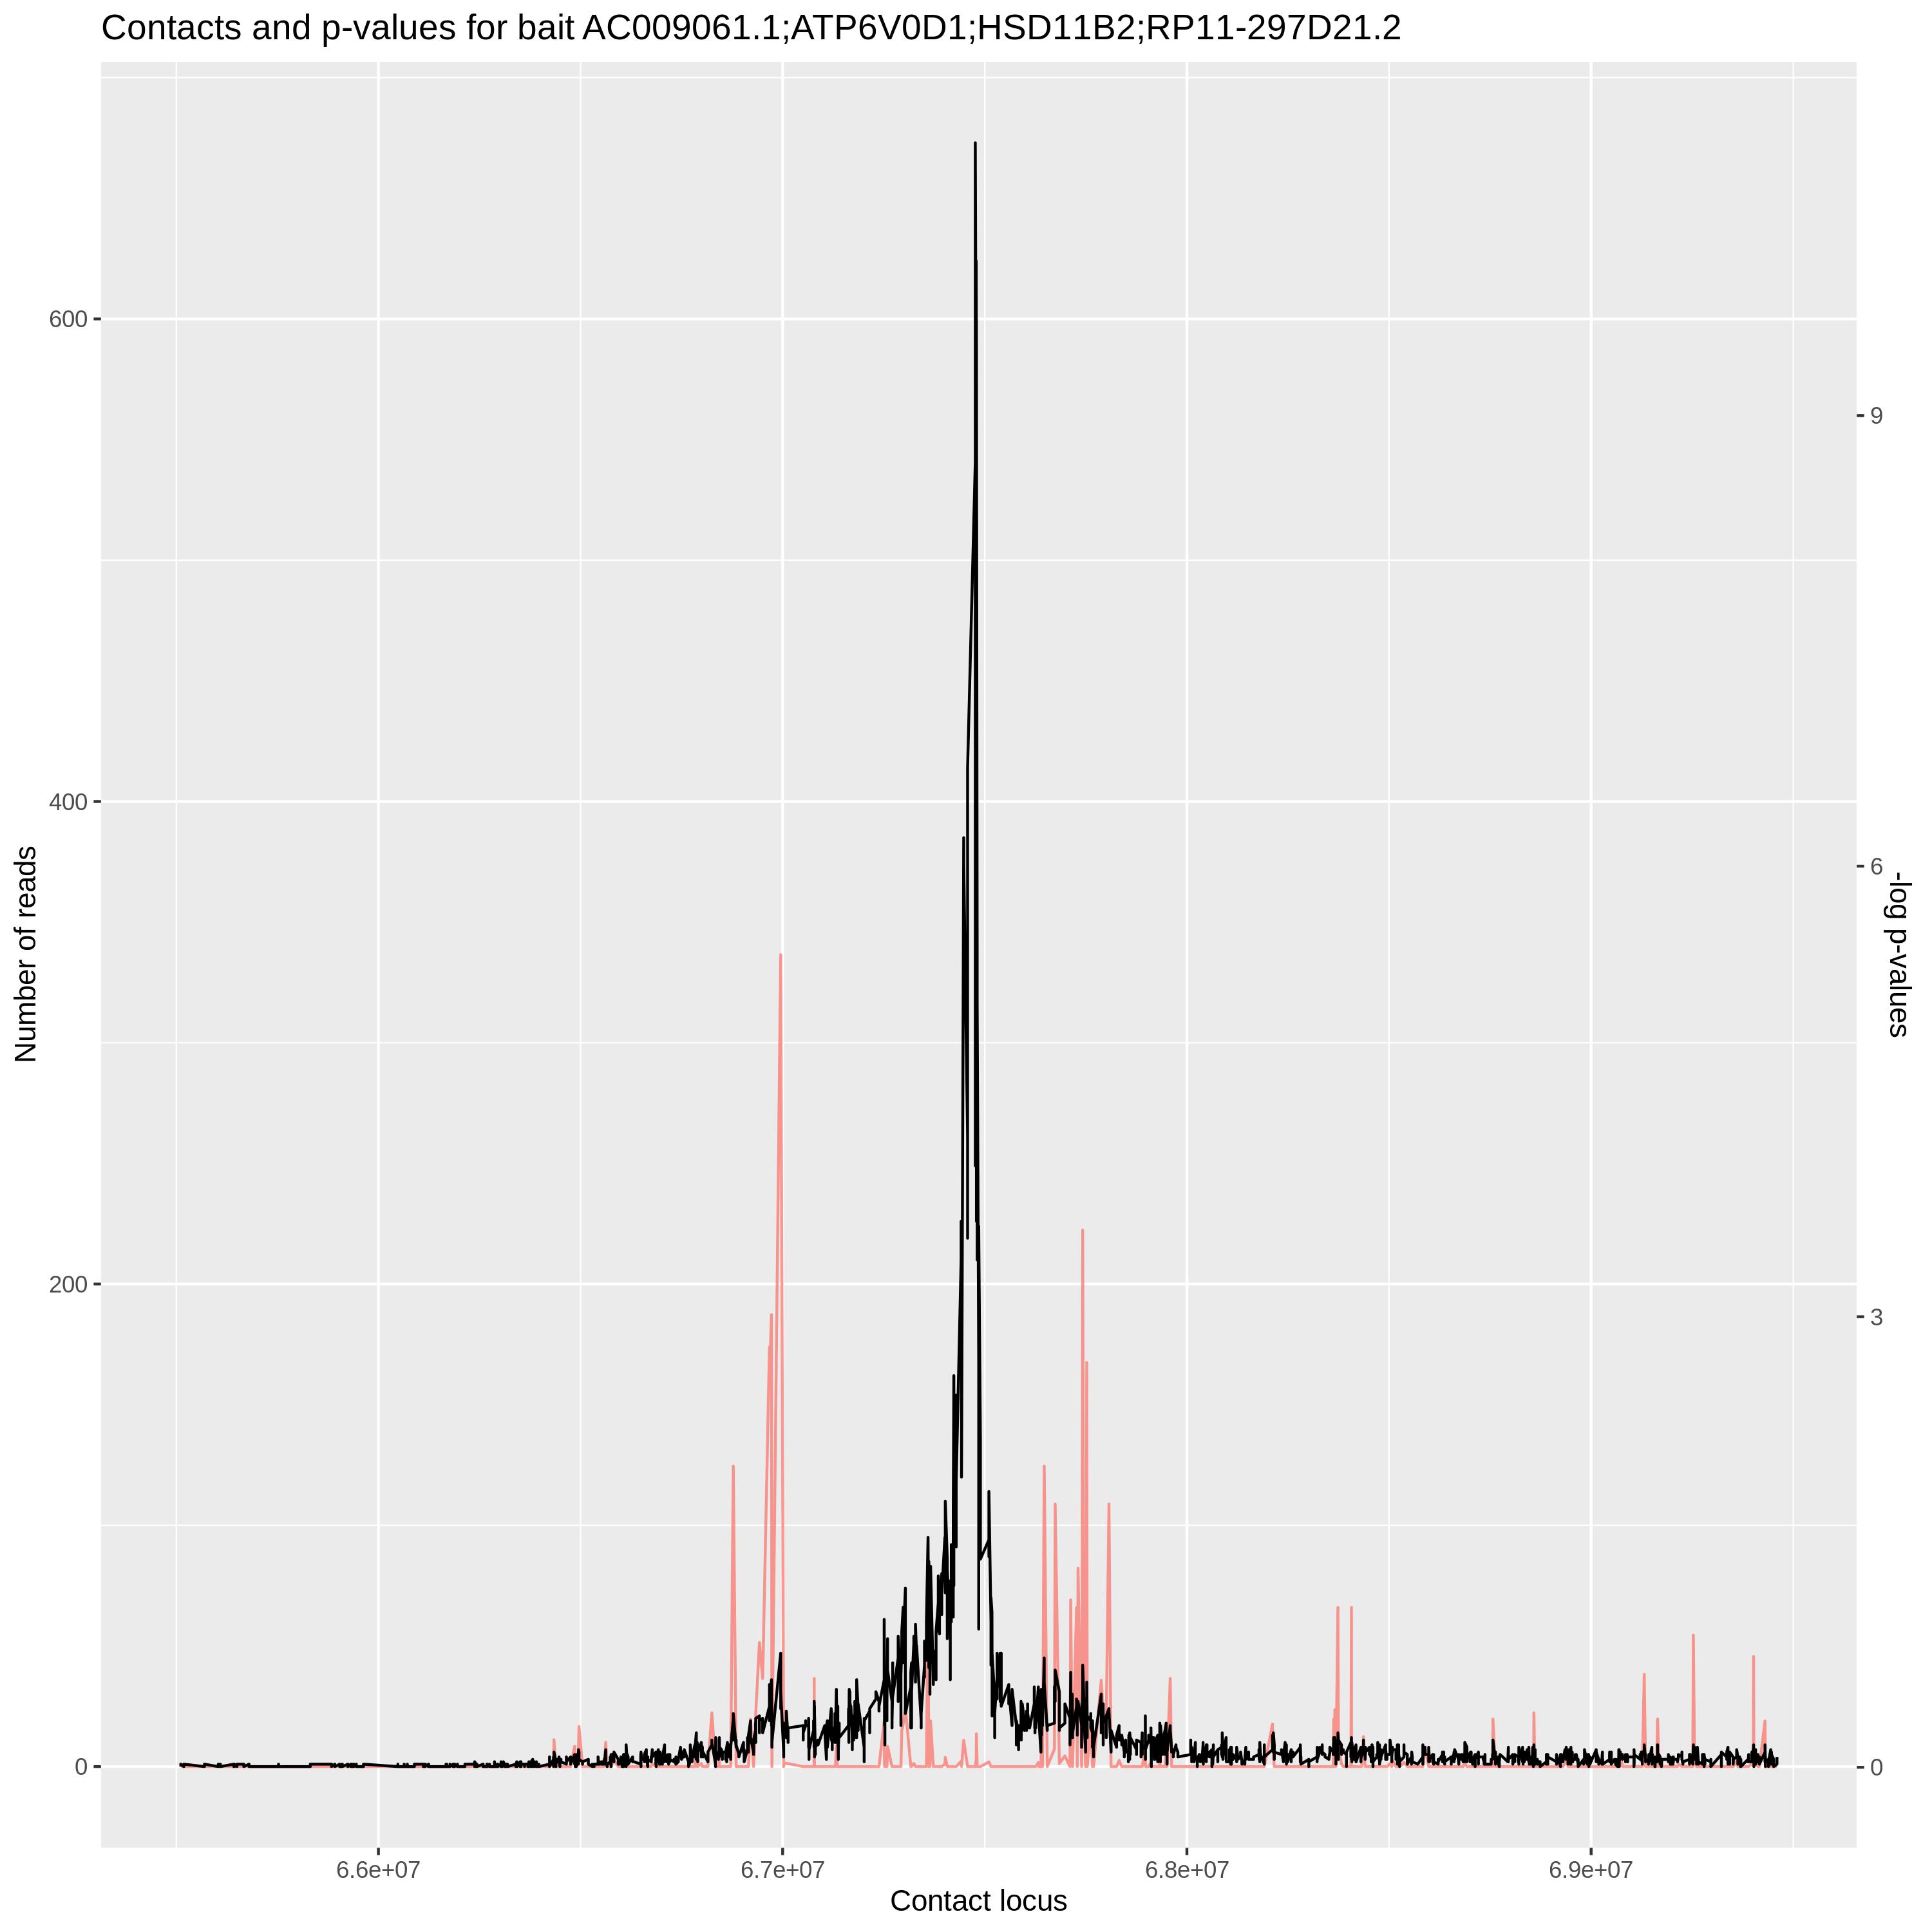 Contacts and p-values for bait AC009061.1;ATP6V0D1;HSD11B2;RP11-297D21.2
600
400
200
0
Number of reads
9
6
3
0
-log p-values
6.6e+07
6.7e+07
6.8e+07
6.9e+07
Contact locus